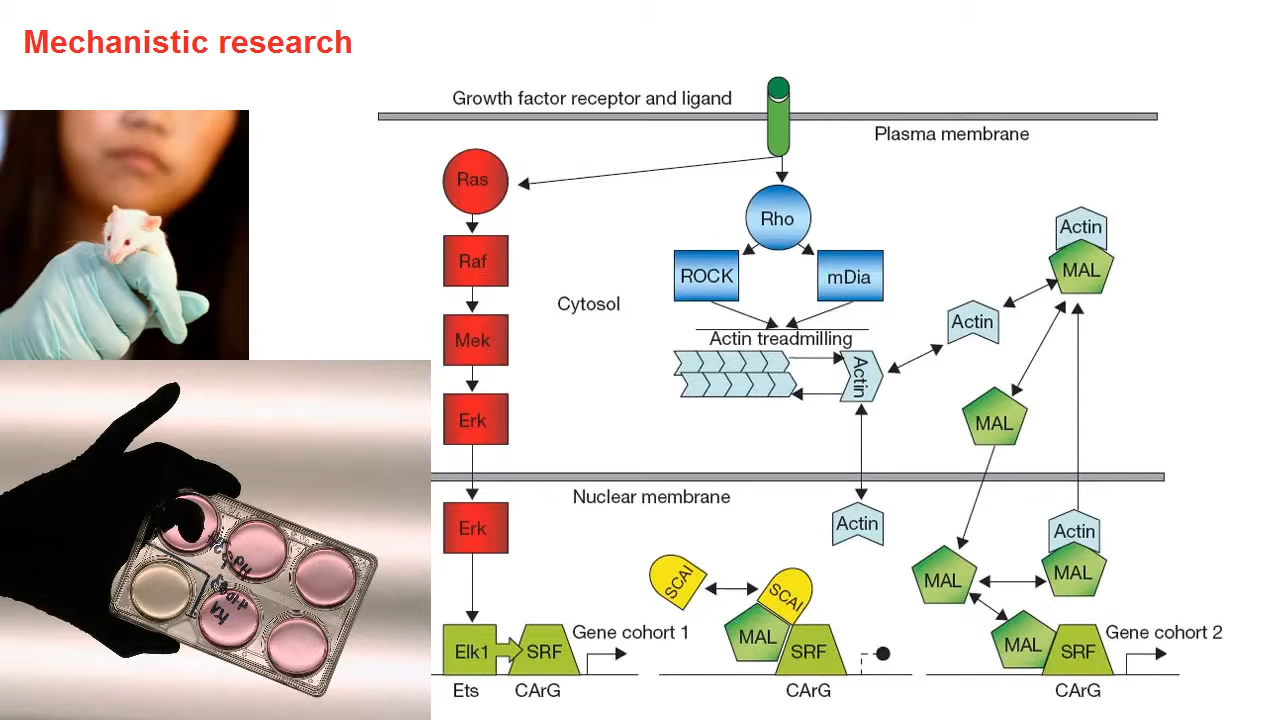 Mechanistic research
Growth factor receptor and ligand
Plasma membrane
Ras
Rho
Actin
MAL
Raf
ROCK
mDia
Cytosol
Actin
Mek
Actin treadmilling
Actin
Erk
MAL
Nuclear membrane
Erk
Actin
Actin
SCAI
SCAI
MAL
MAL
Gene cohort 1
Gene cohort 2
Elk1
SRF
MAL
SRF
MAL
SRF
Ets
CArG
CArG
CArG